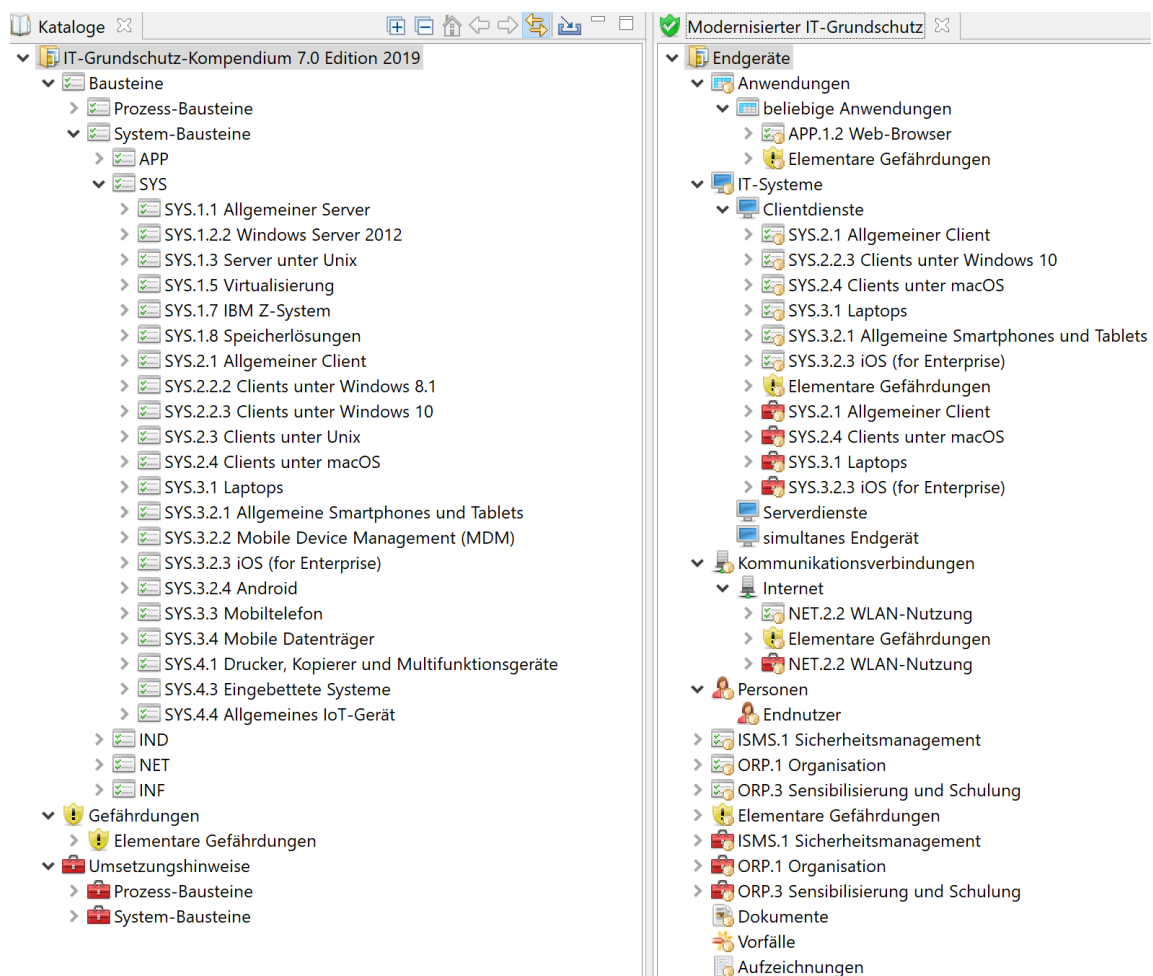 Kataloge
IT-Grundschutz-Kompendium 7.0 Edition 2019
Bausteine
Prozess-Bausteine
System-Bausteine
APP
SYS
SYS.1.1 Allgemeiner Server
SYS.1.2.2 Windows Server 2012
SYS.1.3 Server unter Unix
SYS.1.5 Virtualisierung
SYS.1.7 IBM Z-System
SYS.1.8 Speicherlösungen
SYS.2.1 Allgemeiner Client
SYS.2.2.2 Clients unter Windows 8.1
SYS.2.2.3 Clients unter Windows 10
SYS.2.3 Clients unter Unix
SYS.2.4 Clients unter macOS
SYS.3.1 Laptops
SYS.3.2.1 Allgemeine Smartphones und Tablets
SYS.3.2.2 Mobile Device Management (MDM)
SYS.3.2.3 iOS (for Enterprise)
SYS.3.2.4 Android
SYS.3.3 Mobiltelefon
SYS.3.4 Mobile Datenträger
SYS.4.1 Drucker, Kopierer und Multifunktionsgeräte
SYS.4.3 Eingebettete Systeme
SYS.4.4 Allgemeines IoT-Gerät
IND
NET
INF
Gefährdungen
Elementare Gefährdungen
Umsetzungshinweise
Prozess-Bausteine
System-Bausteine
Modernisierter IT-Grundschutz
Endgeräte
Anwendungen
beliebige Anwendungen
APP.1.2 Web-Browser
Elementare Gefährdungen
IT-Systeme
Clientdienste
SYS.2.1 Allgemeiner Client
SYS.2.2.3 Clients unter Windows 10
SYS.2.4 Clients unter macOS
SYS.3.1 Laptops
SYS.3.2.1 Allgemeine Smartphones und Tablets
SYS.3.2.3 iOS (for Enterprise)
Elementare Gefährdungen
SYS.2.1 Allgemeiner Client
SYS.2.4 Clients unter macOS
SYS.3.1 Laptops
SYS.3.2.3 iOS (for Enterprise)
Serverdienste
simultanes Endgerät
Kommunikationsverbindungen
Internet
NET.2.2 WLAN-Nutzung
Elementare Gefährdungen
NET.2.2 WLAN-Nutzung
Personen
Endnutzer
ISMS.1 Sicherheitsmanagement
ORP.1 Organisation
ORP.3 Sensibilisierung und Schulung
Elementare Gefährdungen
ISMS.1 Sicherheitsmanagement
ORP.1 Organisation
ORP.3 Sensibilisierung und Schulung
Dokumente
Vorfälle
Aufzeichnungen